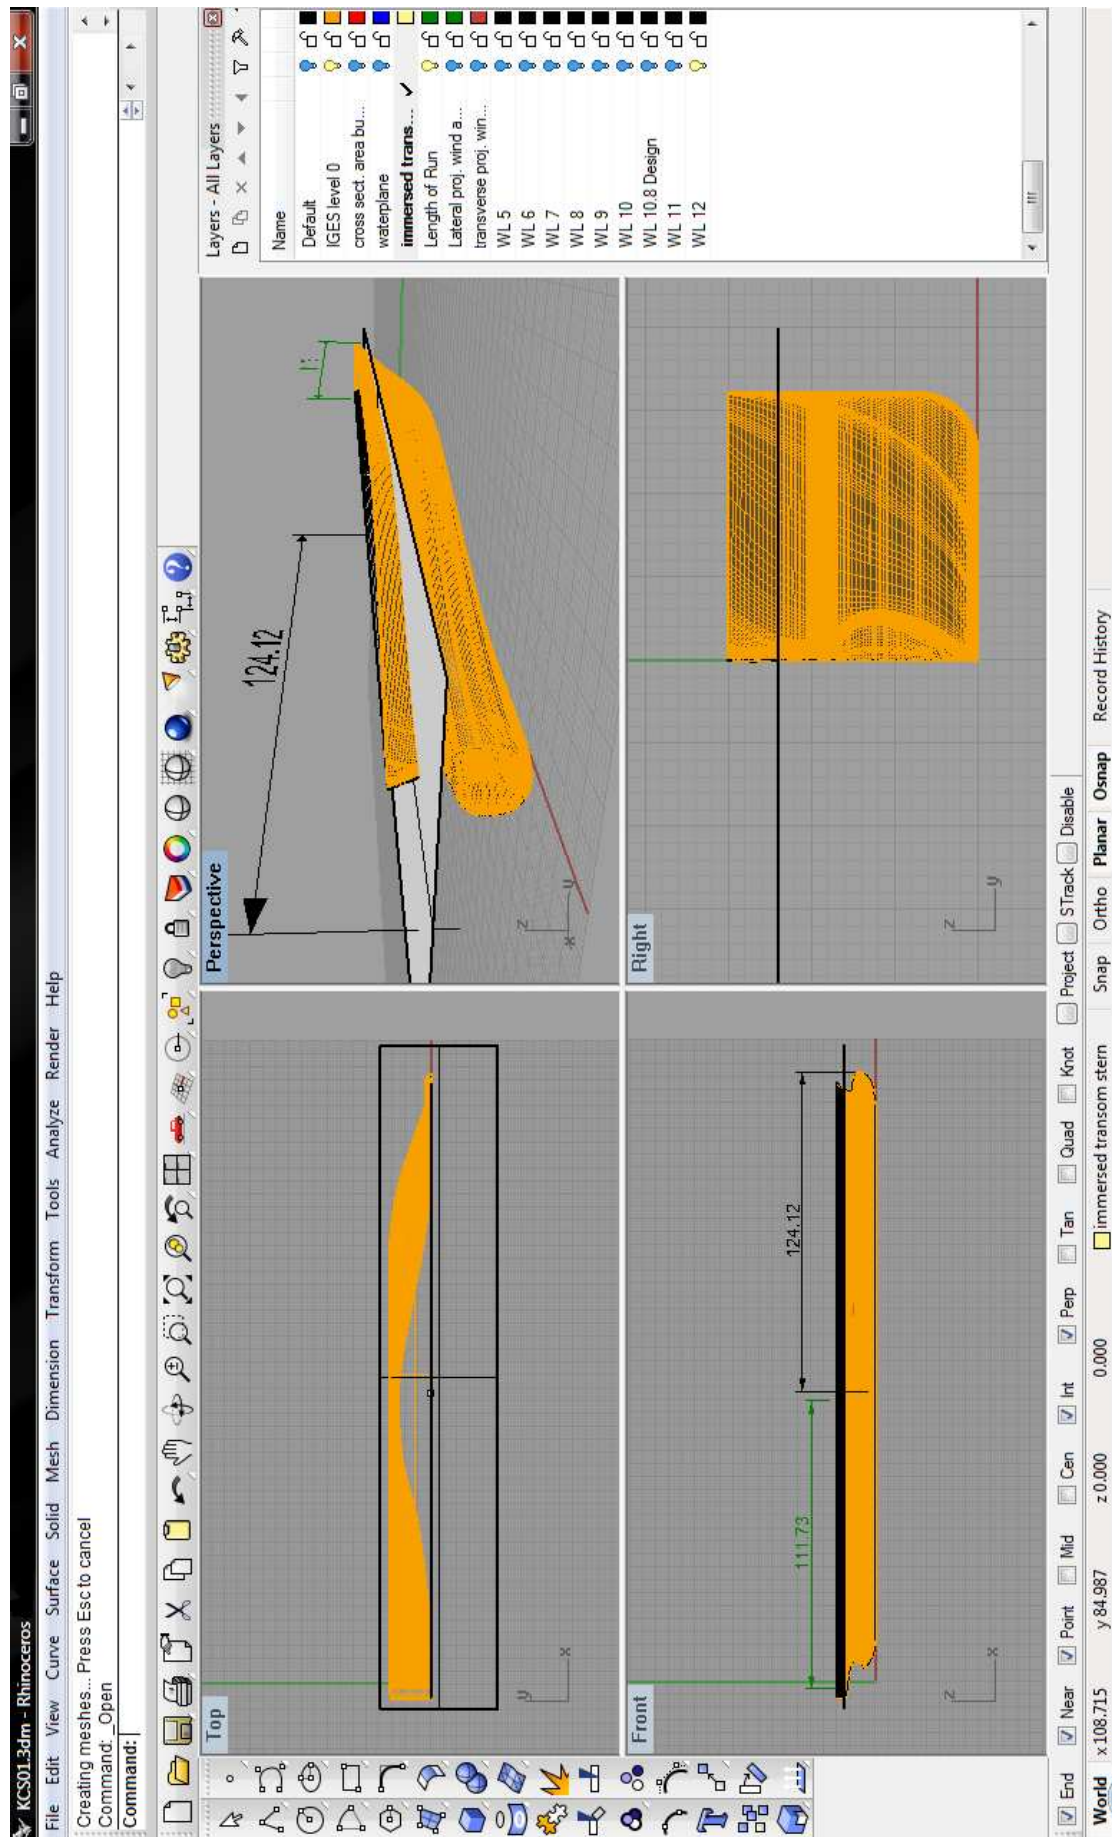 KCS01.3dm - Rhinoceros
File Edit View Curve Surface Solid Mesh Dimension Transform Tools Analyze Render Help
Creating meshes... Press Esc to cancel
Command: _Open
Command:
Top
y
x
Perspective
124.12
z
y
x
Layers - All Layers
Name
Default
IGES level 0
cross sect. area bu...
waterplane
immersed trans...
Length of Run
Lateral proj. wind a...
transverse proj. win...
WL 5
WL 6
WL 7
WL 8
WL 9
WL 10
WL 10.8 Design
WL 11
WL 12
Front
111.73
124.12
z
x
Right
z
y
End Near Point Mid Cen Int Perp Tan Quad Knot Project STrack Disable
World x 108.715 y 84.987 z 0.000 0.000 immersed transom stern Snap Ortho Planar Osnap Record History